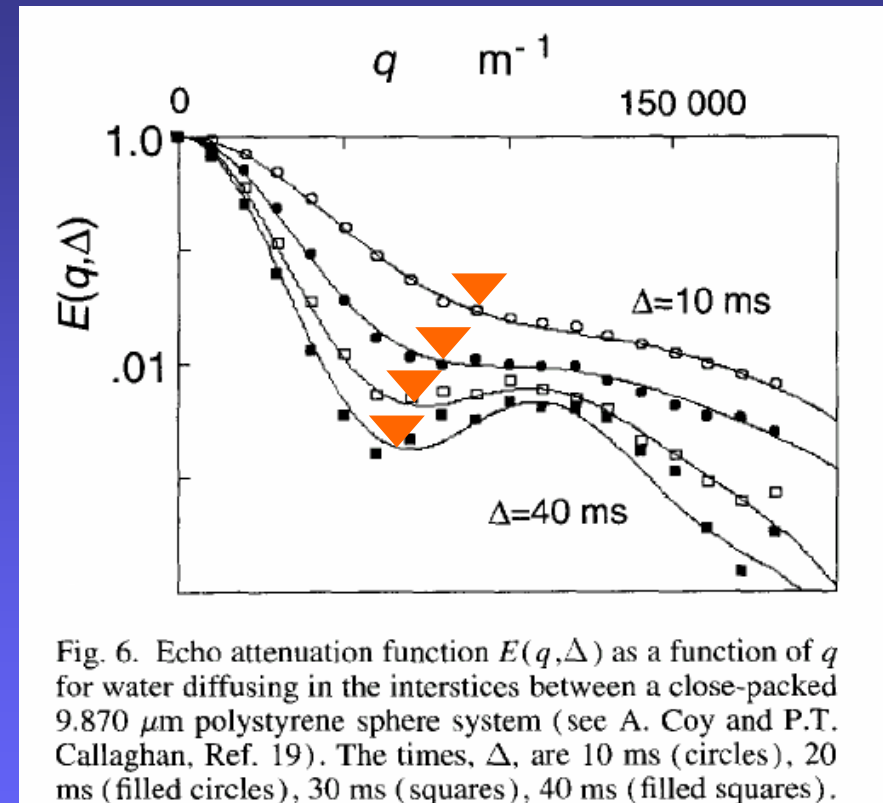 q m⁻¹
0 150 000
1.0
E(q,Δ)
Δ=10 ms
.01
Δ=40 ms
Fig. 6. Echo attenuation function E(q,Δ) as a function of q
for water diffusing in the interstices between a close-packed
9.870 μm polystyrene sphere system (see A. Coy and P.T.
Callaghan, Ref. 19). The times, Δ, are 10 ms (circles), 20
ms (filled circles), 30 ms (squares), 40 ms (filled squares).